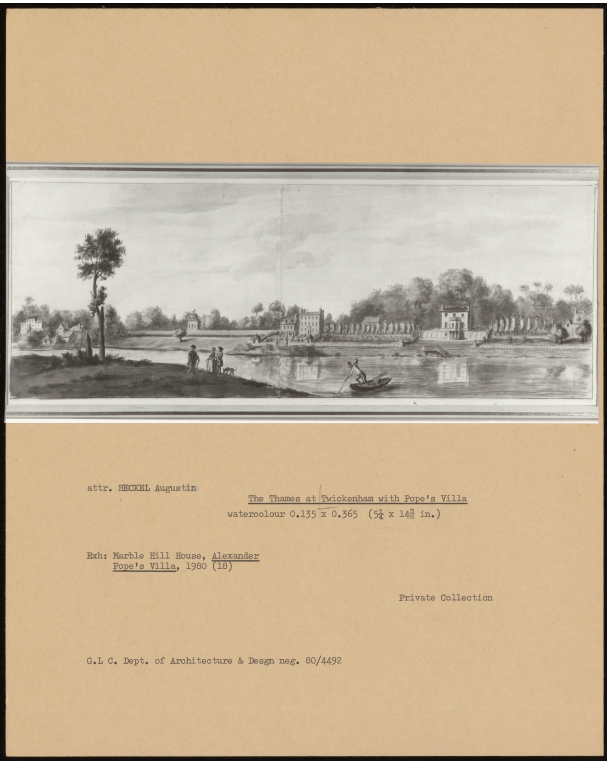 attr. HECKEL Augustin
The Thames at Twickenham with Pope's Villa
watercolour 0.135 x 0.365 (5¼ x 14⅜ in.)
Exh: Marble Hill House, Alexander
Pope's Villa, 1980 (18)
Private Collection
G.L C. Dept. of Architecture & Desgn neg. 80/4492